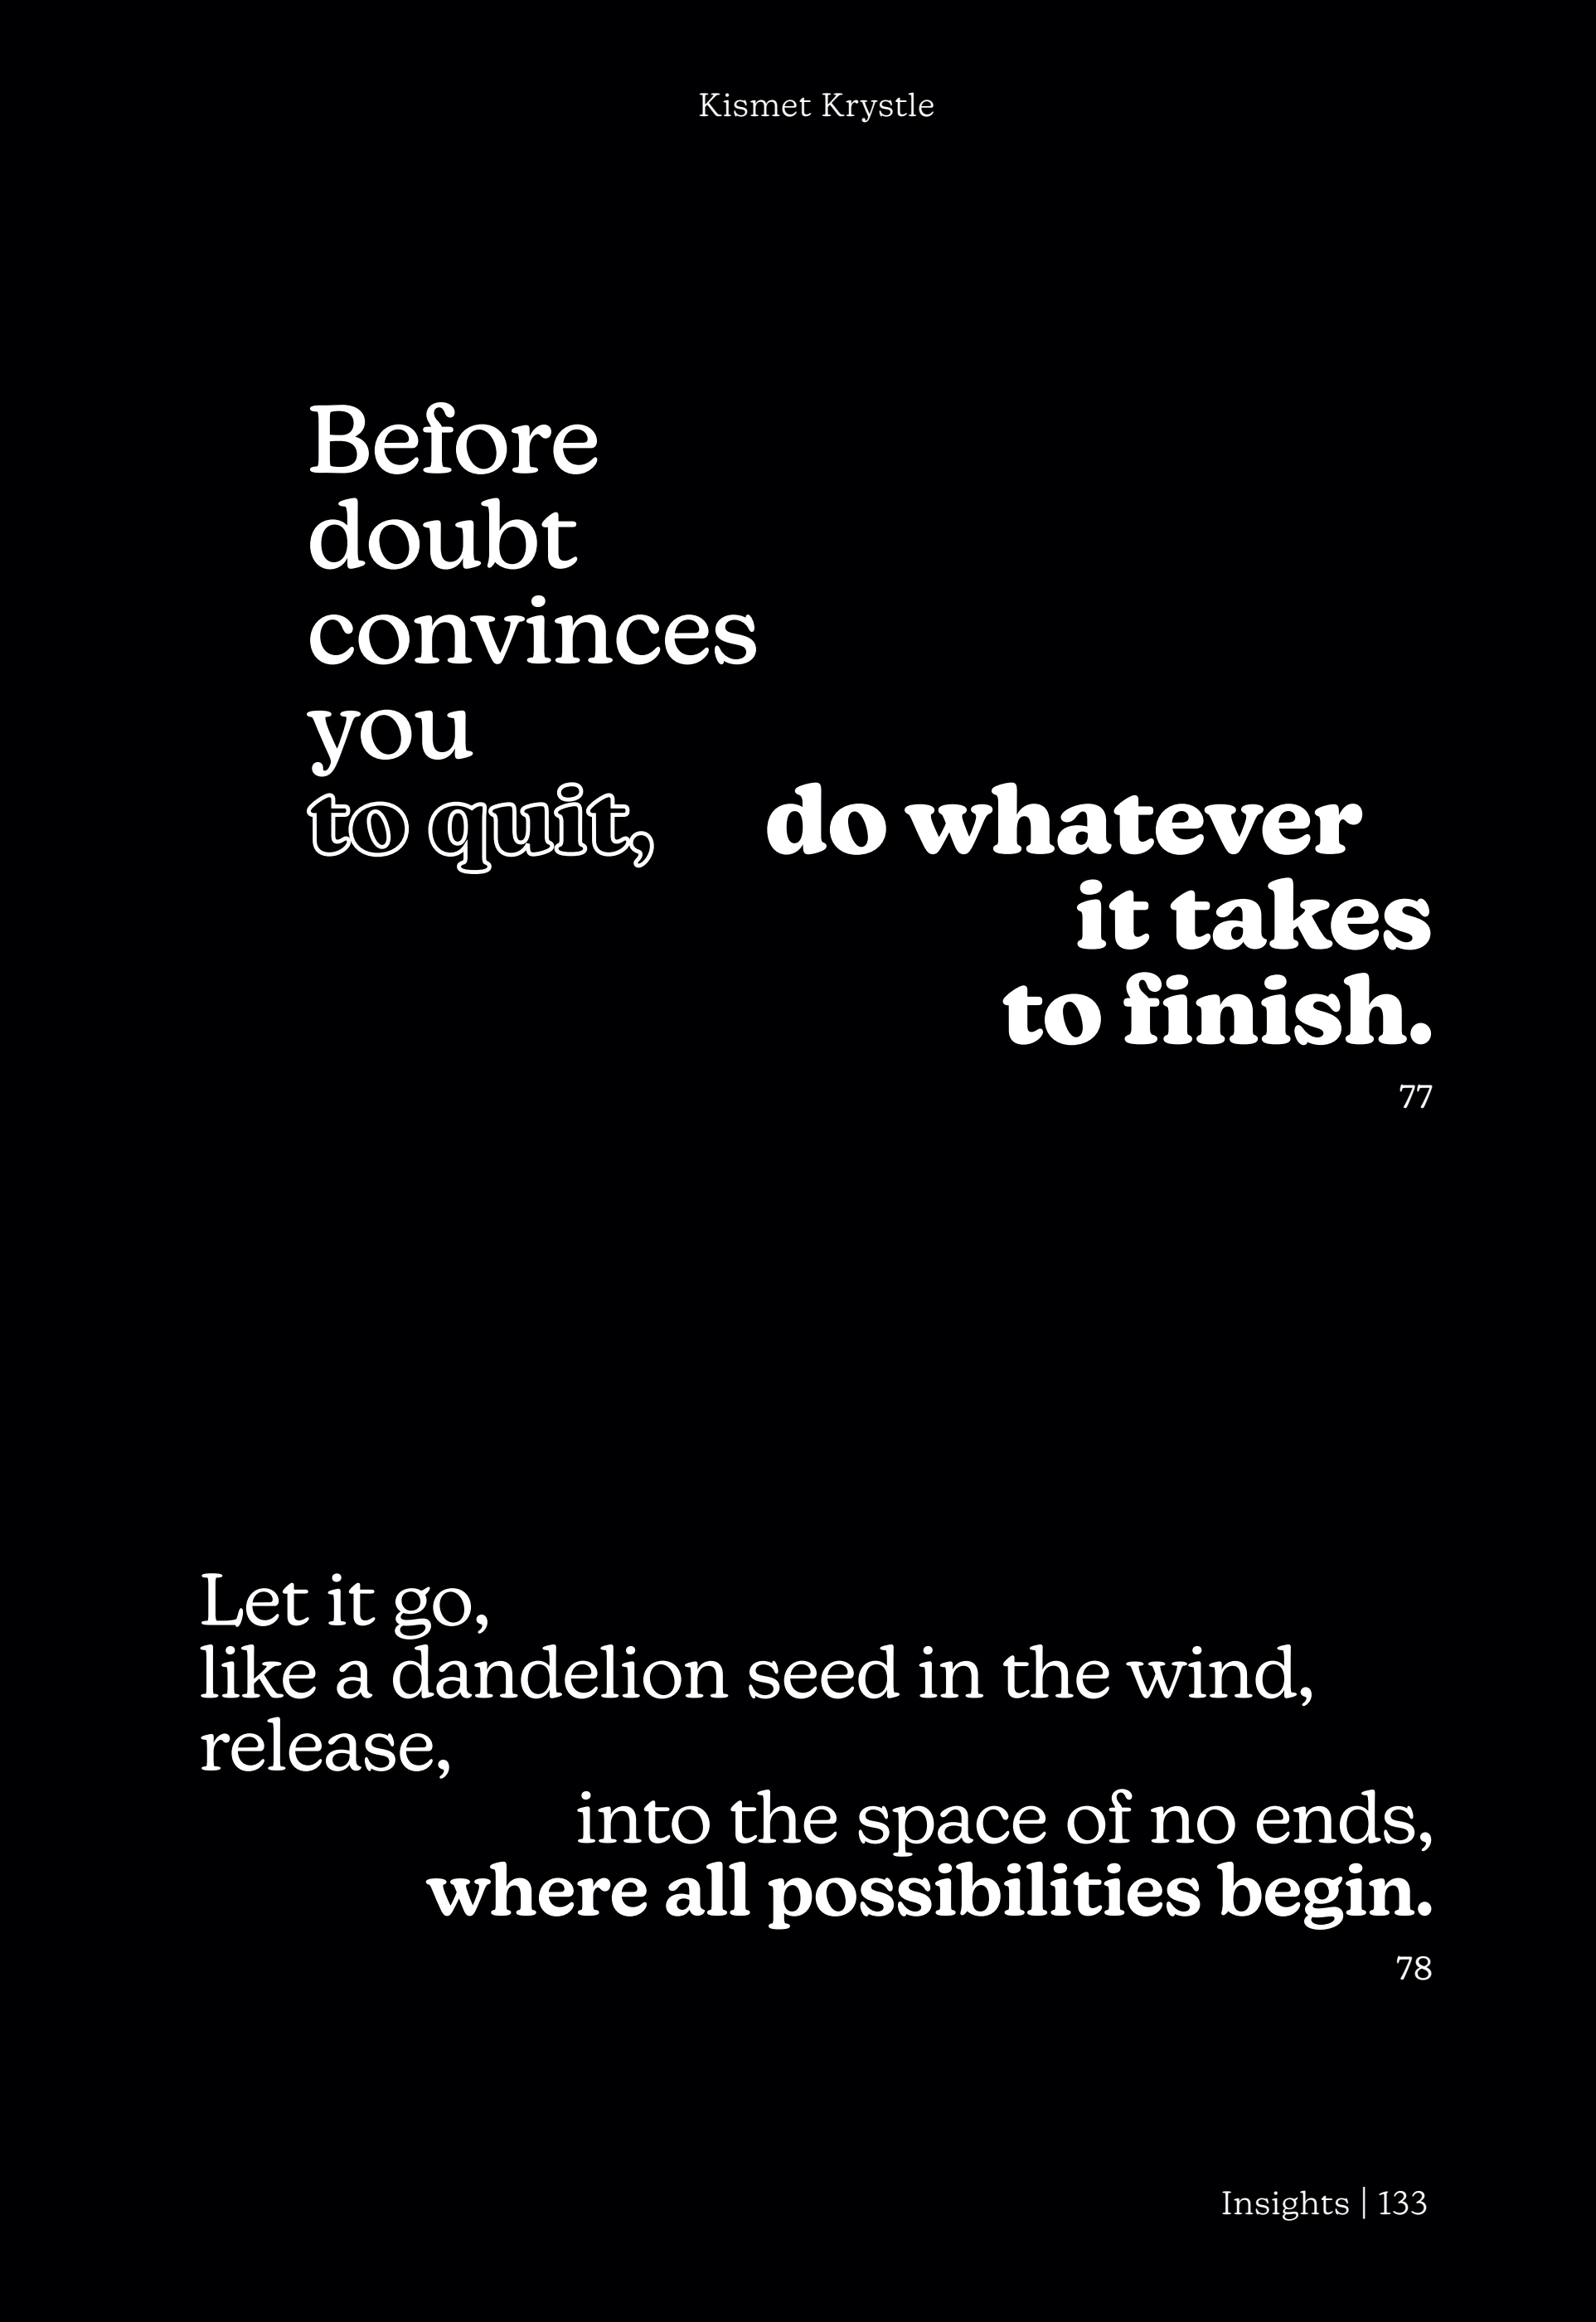 Kismet Krystle
Before
doubt
convinces
you
to quit, do whatever
it takes
to finish.
77
Let it go,
like a dandelion seed in the wind,
release,
into the space of no ends,
where all possibilities begin.
78
Insights | 133